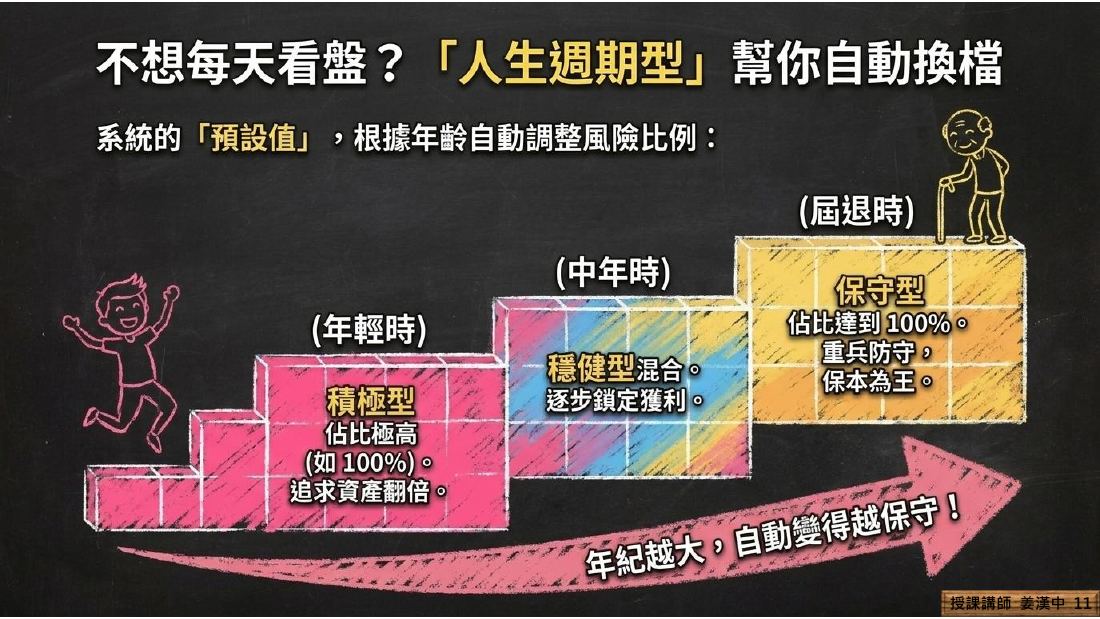 不想每天看盤？「人生週期型」幫你自動換檔
系統的「預設值」，根據年齡自動調整風險比例：
(屆退時)
(中年時)
(年輕時)
保守型
佔比達到 100%。
重兵防守，
保本為王。
穩健型混合。
逐步鎖定獲利。
積極型
佔比極高
(如 100%)。
追求資產翻倍。
年紀越大，自動變得越保守！
授課講師 姜漢中 11